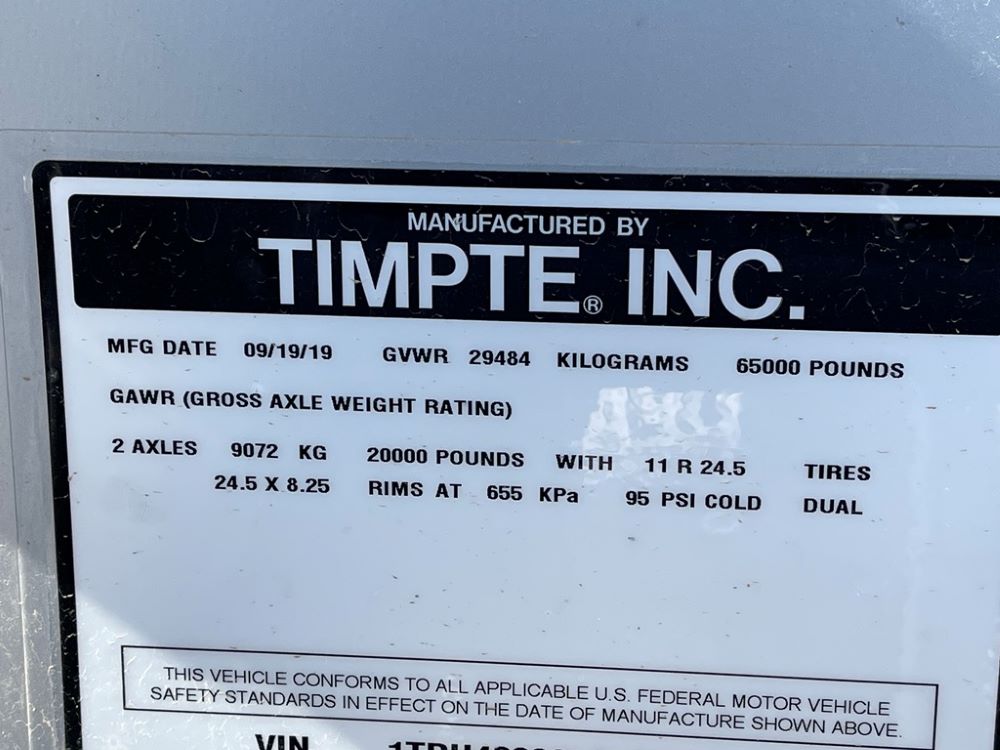 MANUFACTURED BY
TIMPTE® INC.
MFG DATE 09/19/19 GVWR 29484 KILOGRAMS 65000 POUNDS
GAWR (GROSS AXLE WEIGHT RATING)
2 AXLES 9072 KG 20000 POUNDS WITH 11 R 24.5 TIRES
24.5 X 8.25 RIMS AT 655 KPa 95 PSI COLD DUAL
THIS VEHICLE CONFORMS TO ALL APPLICABLE U.S. FEDERAL MOTOR VEHICLE
SAFETY STANDARDS IN EFFECT ON THE DATE OF MANUFACTURE SHOWN ABOVE.
VIN